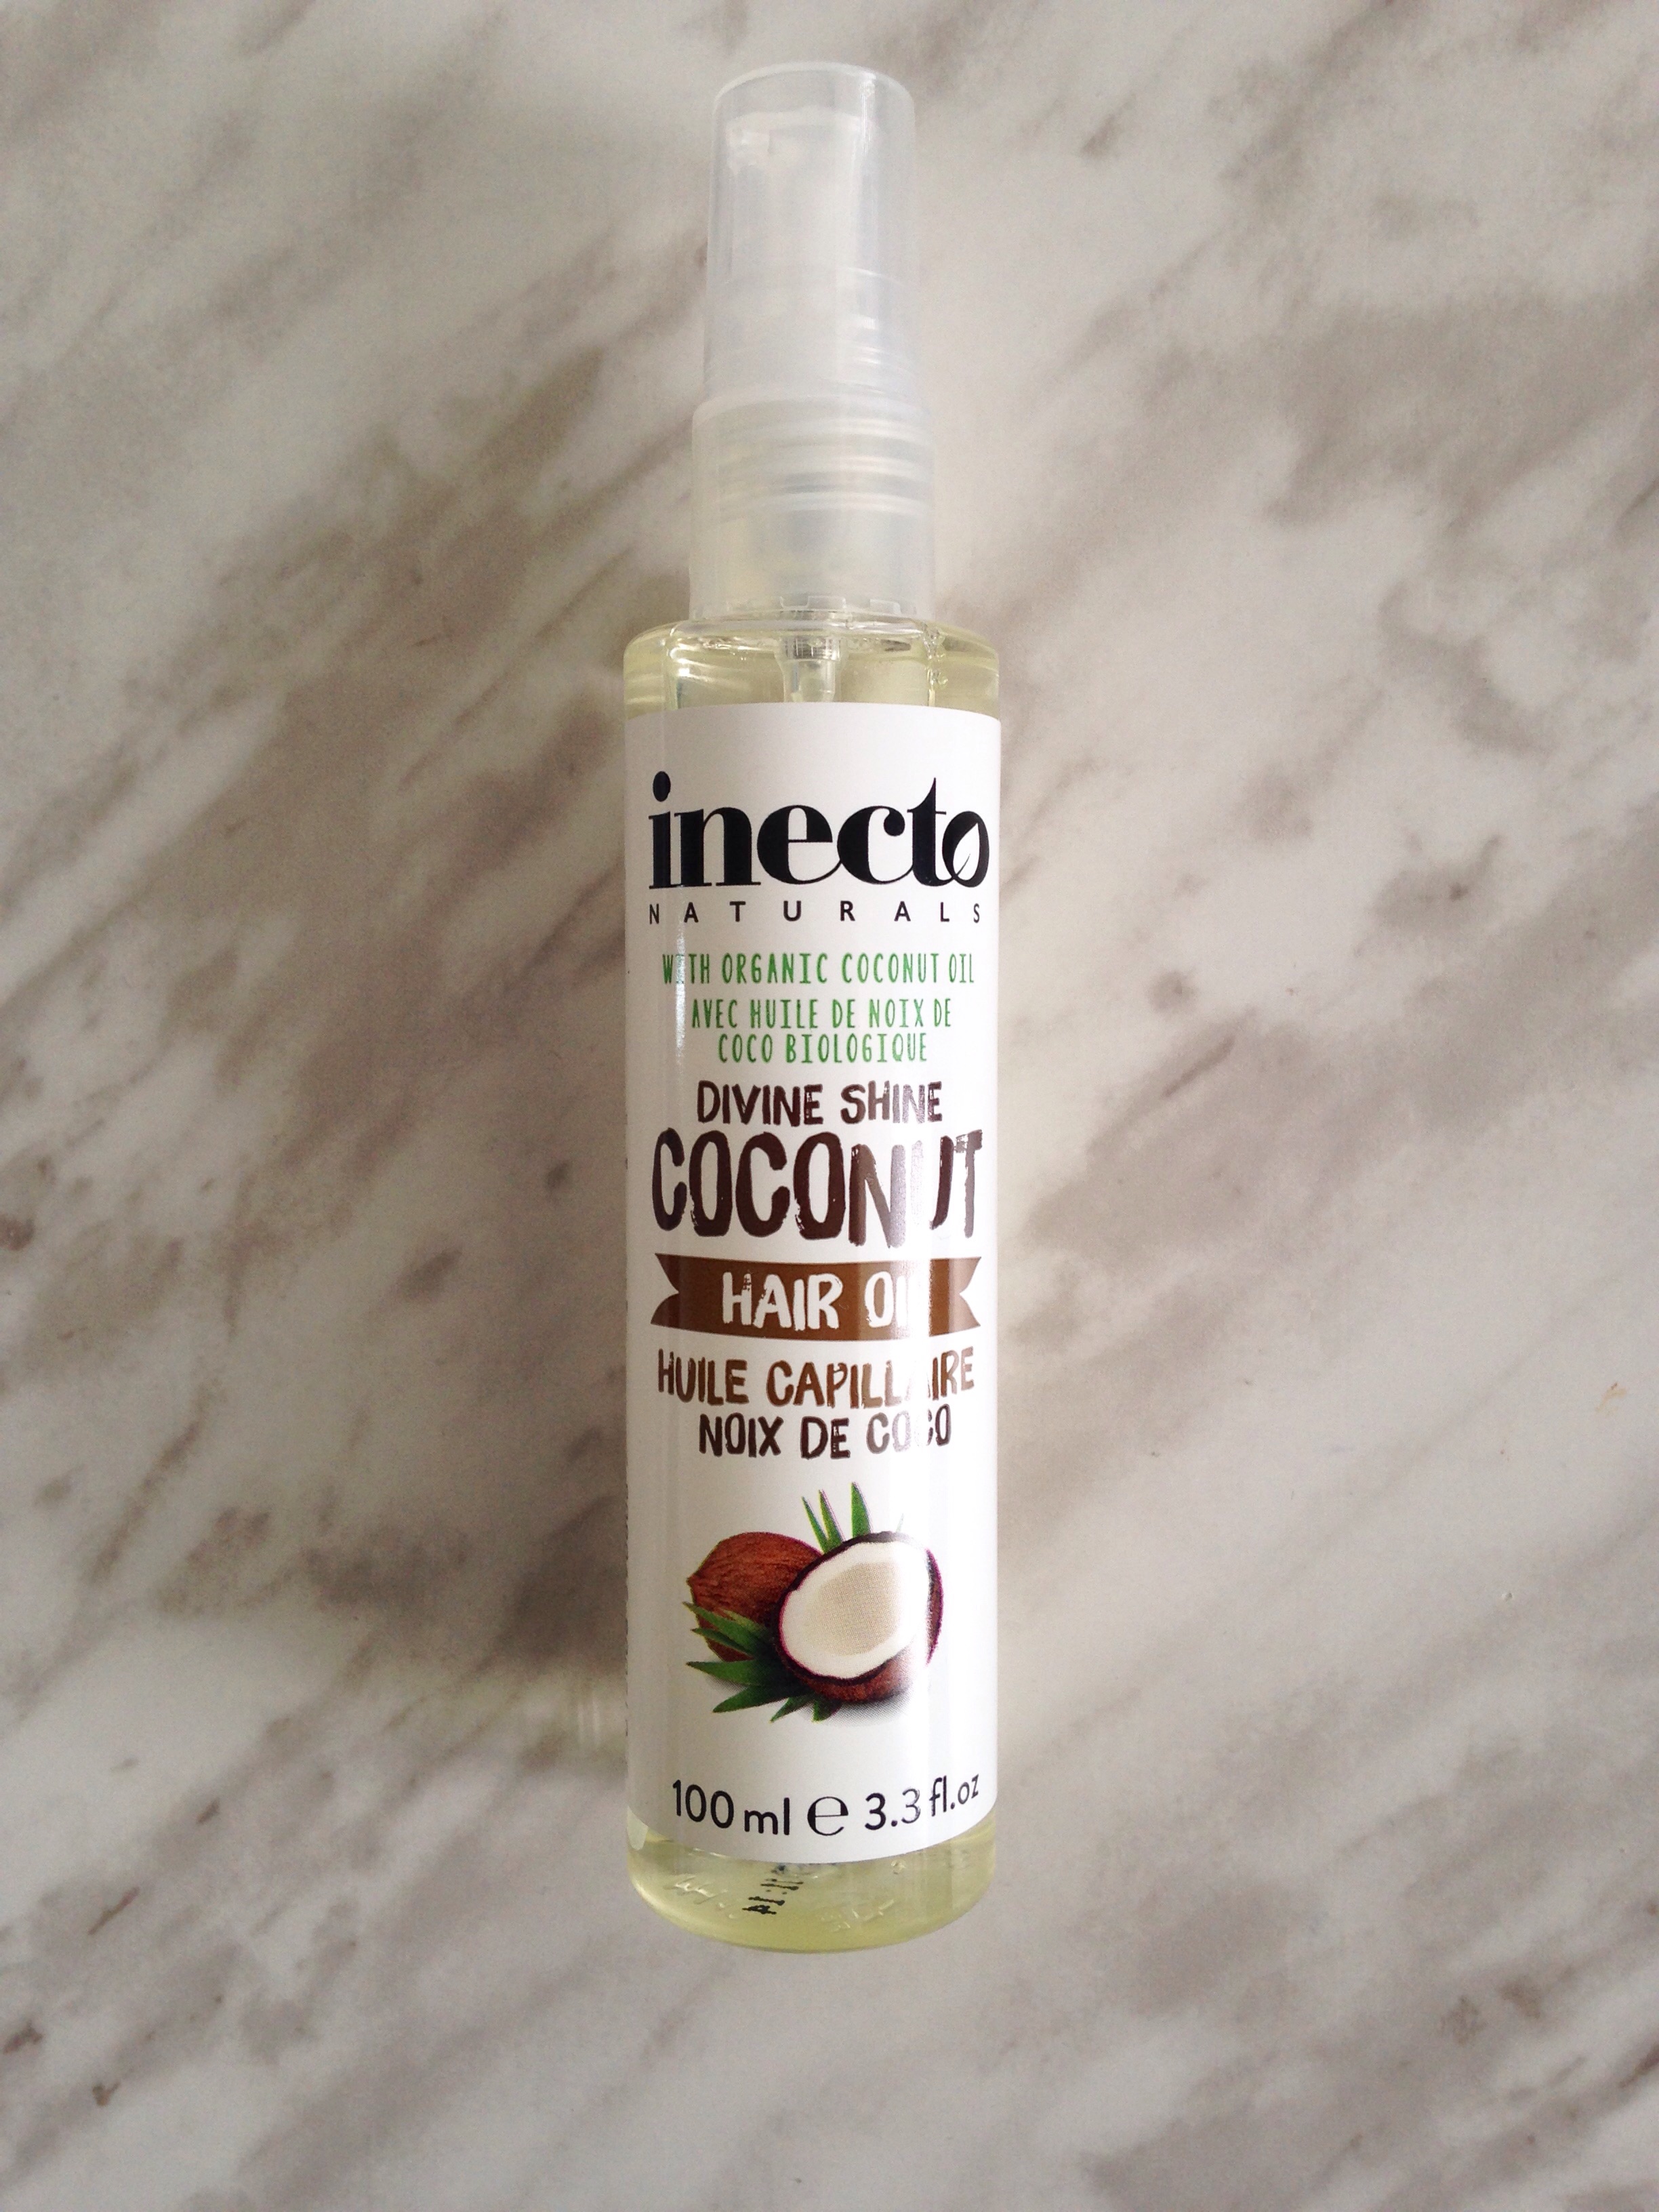 inecto
NATURALS
WITH ORGANIC COCONUT OIL
AVEC HUILE DE NOIX DE
COCO BIOLOGIQUE
DIVINE SHINE
COCONUT
HAIR OIL
HUILE CAPILLAIRE
NOIX DE COCO
100 ml e 3.3 fl.oz